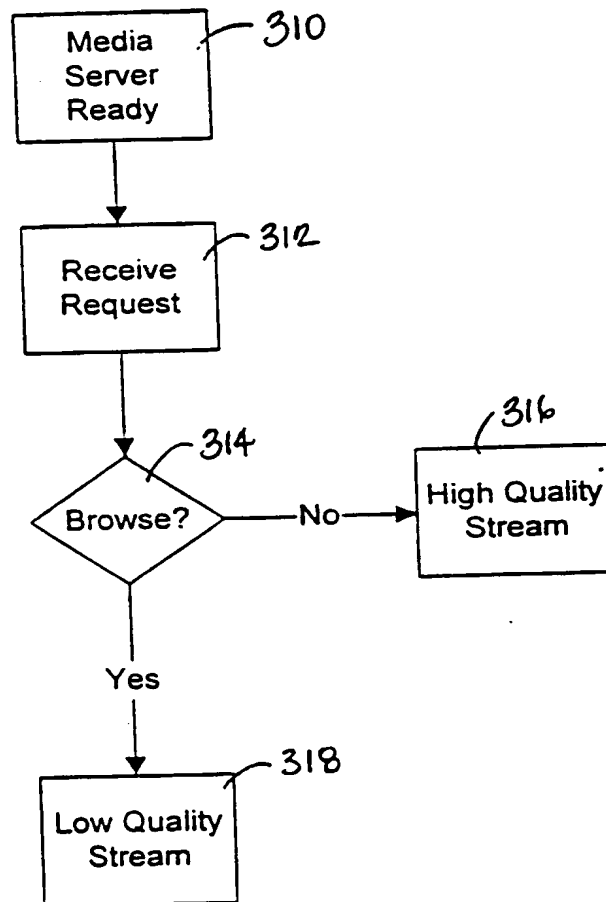 Media
Server
Ready
310
Receive
Request
312
Browse?
314
No
High Quality
Stream
316
Yes
Low Quality
Stream
318